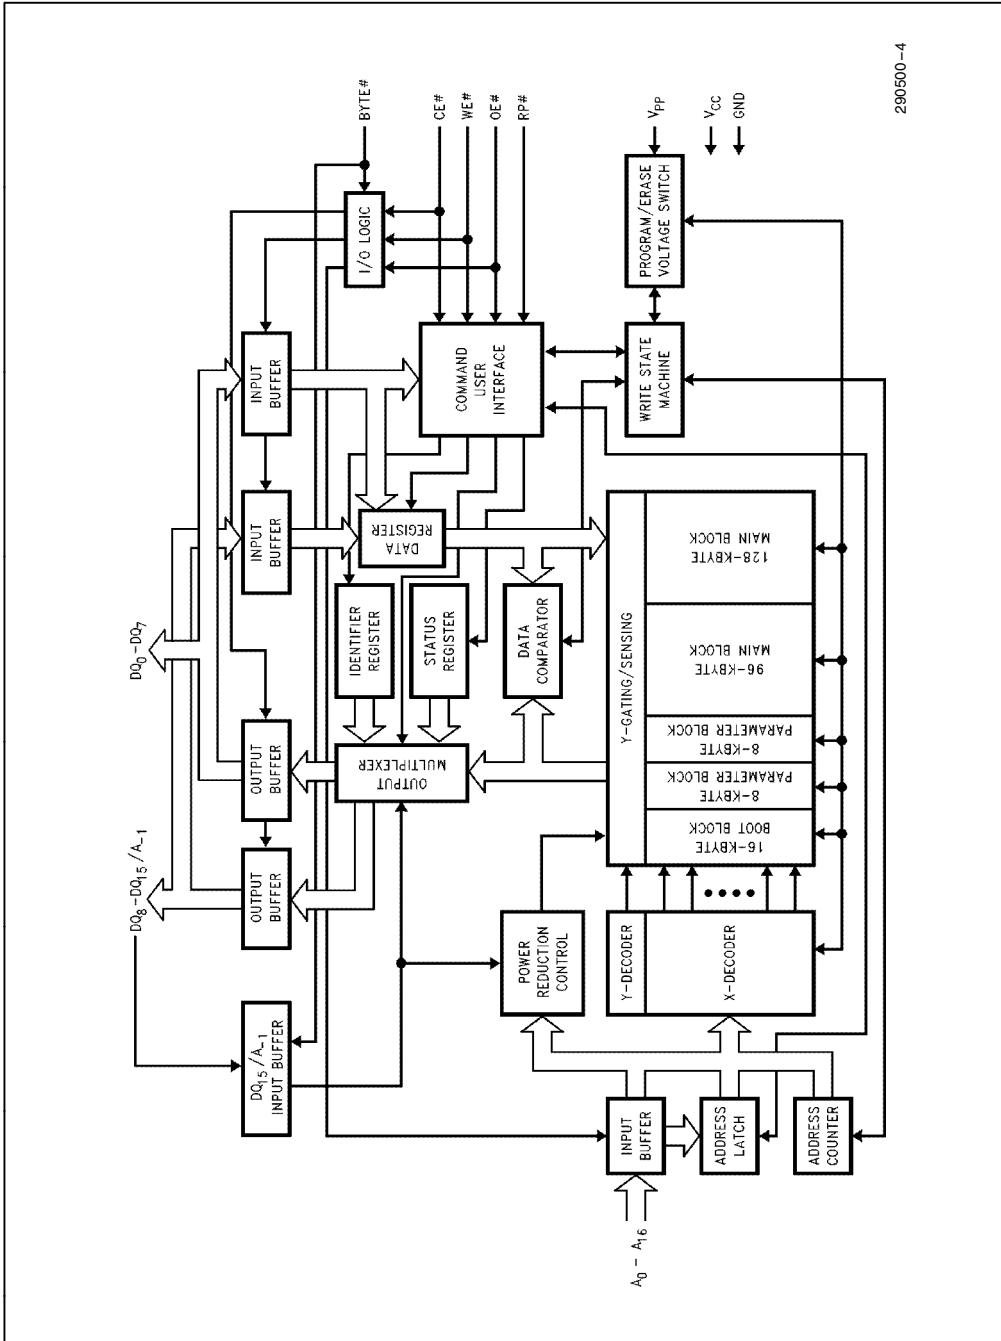 DQ8-DQ15/A-1
DQ0-DQ7
DQ15/A-1
INPUT BUFFER
OUTPUT
BUFFER
OUTPUT
BUFFER
INPUT
BUFFER
INPUT
BUFFER
I/O LOGIC
BYTE#
CE#
WE#
OE#
RP#
IDENTIFIER
REGISTER
STATUS
REGISTER
DATA
REGISTER
OUTPUT
MULTIPLEXER
DATA
COMPARATOR
COMMAND
USER
INTERFACE
POWER
REDUCTION
CONTROL
A0 - A16
INPUT
BUFFER
ADDRESS
LATCH
ADDRESS
COUNTER
Y-DECODER
X-DECODER
Y-GATING/SENSING
16-KBYTE
BOOT BLOCK
8-KBYTE
PARAMETER BLOCK
8-KBYTE
PARAMETER BLOCK
96-KBYTE
MAIN BLOCK
128-KBYTE
MAIN BLOCK
WRITE STATE
MACHINE
PROGRAM/ERASE
VOLTAGE SWITCH
VPP
VCC
GND
290500-4